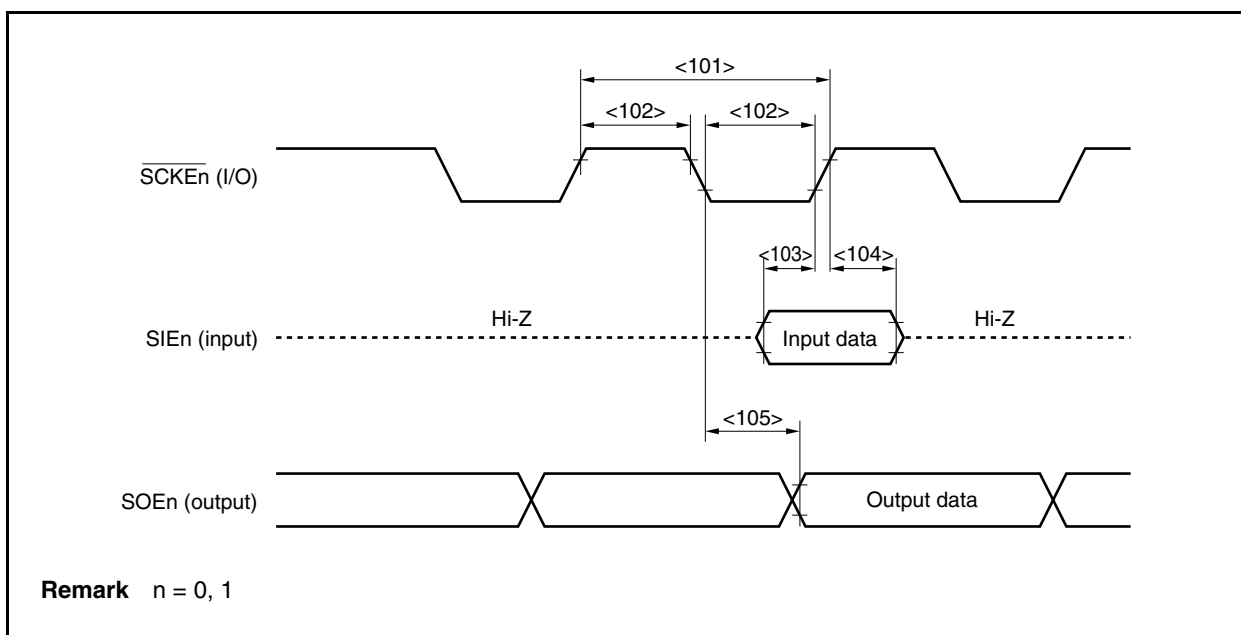 <101>
<102> <102>
SCKEn (I/O)
<103> <104>
Hi-Z Hi-Z
SIEn (input) Input data
<105>
SOEn (output) Output data
Remark n = 0, 1